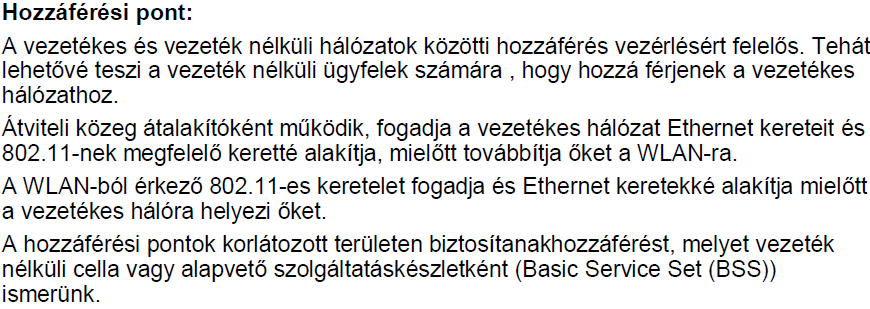 Hozzáférési pont:
A vezetékes és vezeték nélküli hálózatok közötti hozzáférés vezérlésért felelős. Tehát
lehetővé teszi a vezeték nélküli ügyfelek számára , hogy hozzá férjenek a vezetékes
hálózathoz.
Átviteli közeg átalakítóként működik, fogadja a vezetékes hálózat Ethernet kereteit és
802.11-nek megfelelő keretté alakítja, mielőtt továbbítja őket a WLAN-ra.
A WLAN-ból érkező 802.11-es keretelet fogadja és Ethernet keretekké alakítja mielőtt
a vezetékes hálóra helyezi őket.
A hozzáférési pontok korlátozott területen biztosítanakhozzáférést, melyet vezeték
nélküli cella vagy alapvető szolgáltatáskészletként (Basic Service Set (BSS))
ismerünk.